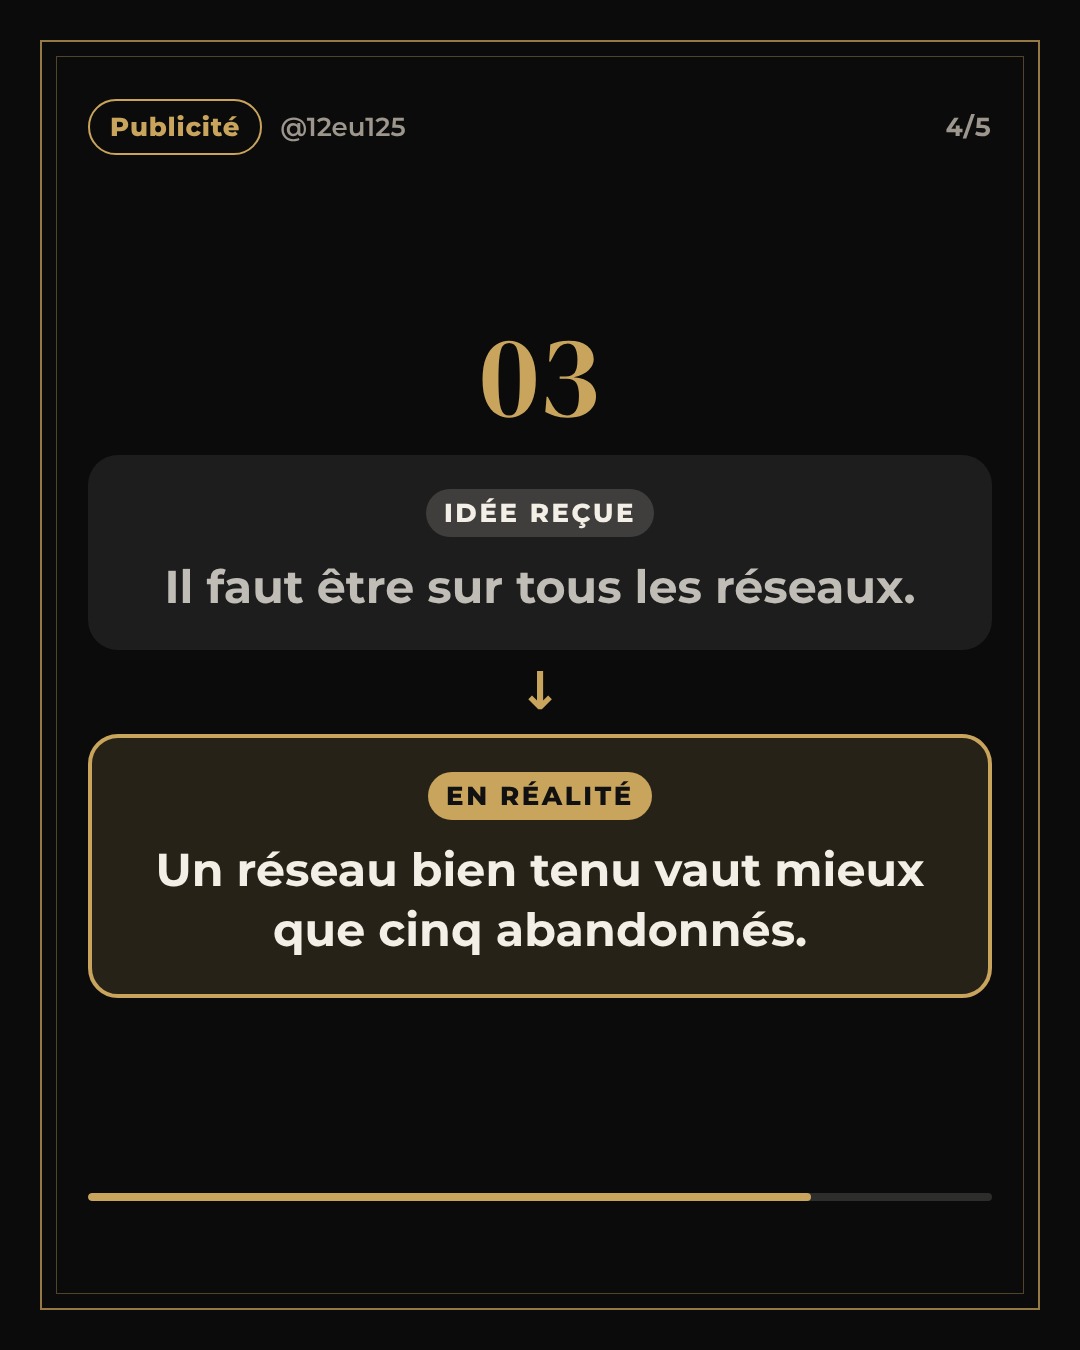 Publicité @12eu125 4/5
03
IDÉE REÇUE
Il faut être sur tous les réseaux.
↓
EN RÉALITÉ
Un réseau bien tenu vaut mieux
que cinq abandonnés.